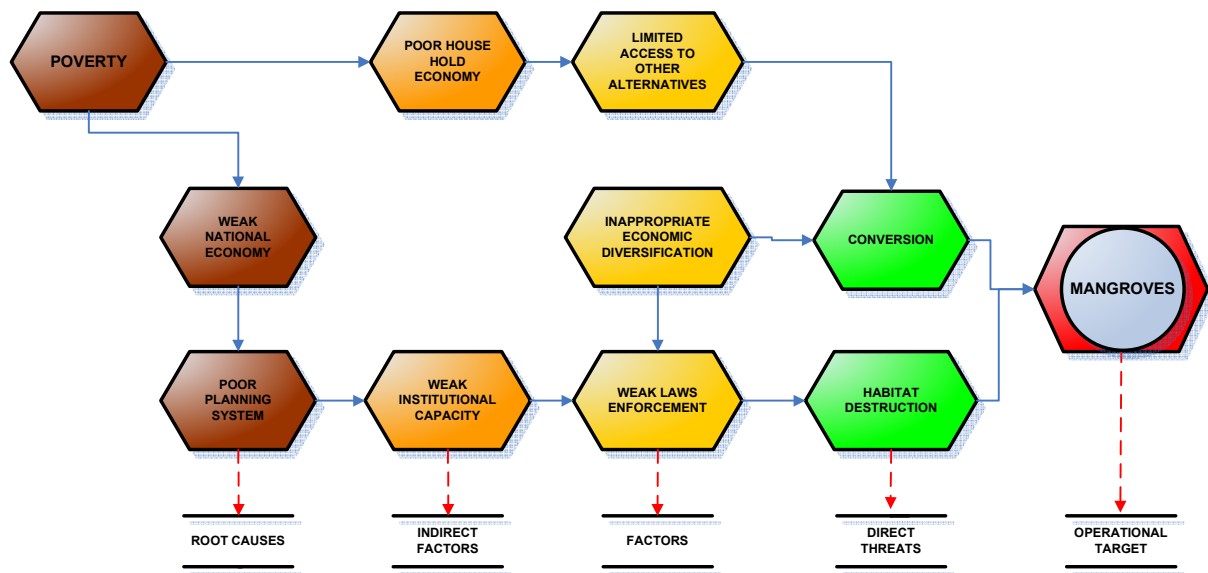 POVERTY
POOR HOUSE
HOLD
ECONOMY
LIMITED
ACCESS TO
OTHER
ALTERNATIVES
WEAK
NATIONAL
ECONOMY
INAPPROPRIATE
ECONOMIC
DIVERSIFICATION
CONVERSION
MANGROVES
POOR
PLANNING
SYSTEM
WEAK
INSTITUTIONAL
CAPACITY
WEAK LAWS
ENFORCEMENT
HABITAT
DESTRUCTION
ROOT CAUSES
INDIRECT
FACTORS
FACTORS
DIRECT
THREATS
OPERATIONAL
TARGET